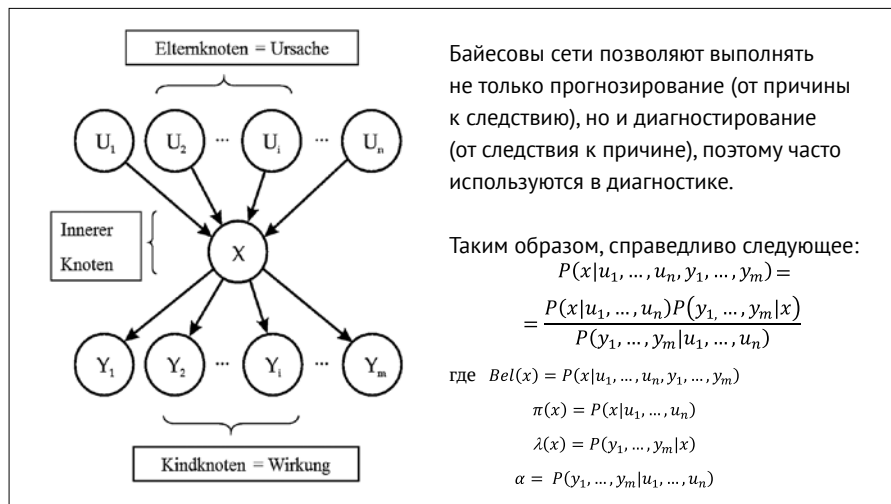 Elternknoten = Ursache
U₁ U₂ ... Uᵢ ... Uₙ
Innerer
Knoten
X
Y₁ Y₂ ... Yᵢ ... Yₘ
Kindknoten = Wirkung
Байесовы сети позволяют выполнять
не только прогнозирование (от причины
к следствию), но и диагностирование
(от следствия к причине), поэтому часто
используются в диагностике.
Таким образом, справедливо следующее:
P(x|u₁, ..., uₙ, y₁, ..., yₘ) =
= P(x|u₁, ..., uₙ)P(y₁, ..., yₘ|x)
P(y₁, ..., yₘ|u₁, ..., uₙ)
где Bel(x) = P(x|u₁, ..., uₙ, y₁, ..., yₘ)
π(x) = P(x|u₁, ..., uₙ)
λ(x) = P(y₁, ..., yₘ|x)
α = P(y₁, ..., yₘ|u₁, ..., uₙ)